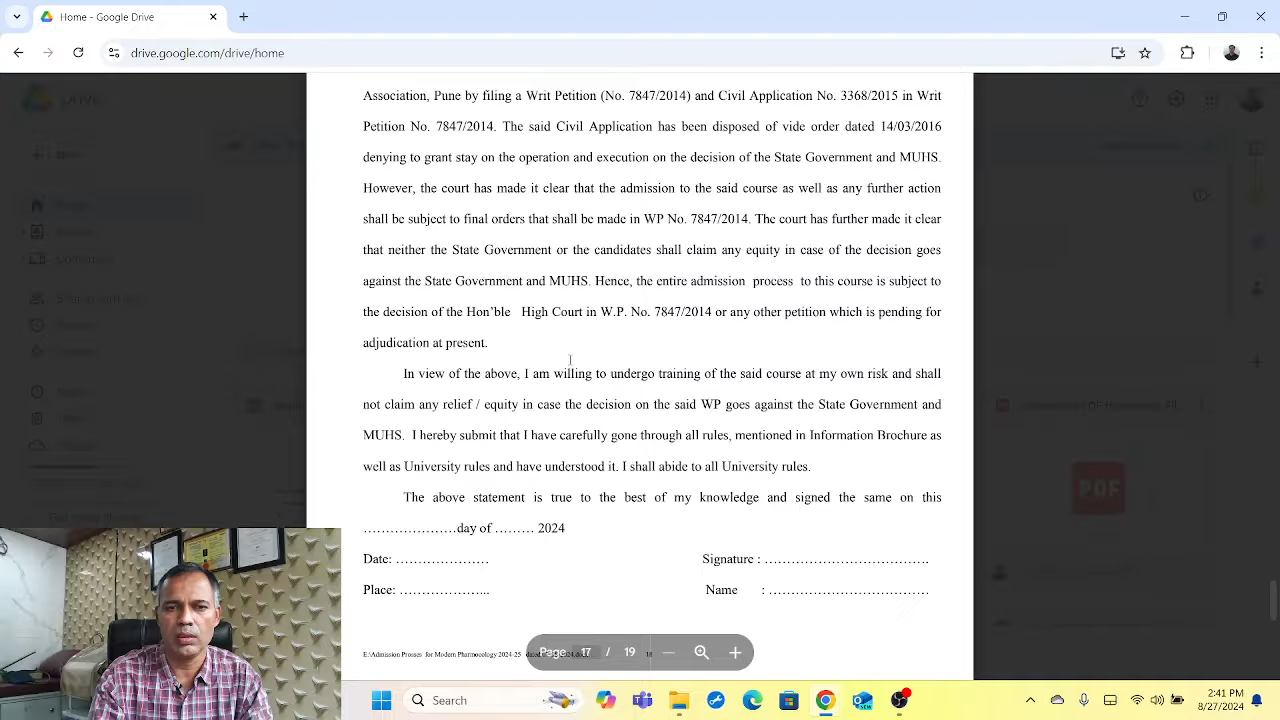 Home - Google Drive
drive.google.com/drive/home
Association, Pune by filing a Writ Petition (No. 7847/2014) and Civil Application No. 3368/2015 in Writ
Petition No. 7847/2014. The said Civil Application has been disposed of vide order dated 14/03/2016
denying to grant stay on the operation and execution on the decision of the State Government and MUHS.
However, the court has made it clear that the admission to the said course as well as any further action
shall be subject to final orders that shall be made in WP No. 7847/2014. The court has further made it clear
that neither the State Government or the candidates shall claim any equity in case of the decision goes
against the State Government and MUHS. Hence, the entire admission process to this course is subject to
the decision of the Hon’ble High Court in W.P. No. 7847/2014 or any other petition which is pending for
adjudication at present.
In view of the above, I am willing to undergo training of the said course at my own risk and shall
not claim any relief / equity in case the decision on the said WP goes against the State Government and
MUHS. I hereby submit that I have carefully gone through all rules, mentioned in Information Brochure as
well as University rules and have understood it. I shall abide to all University rules.
The above statement is true to the best of my knowledge and signed the same on this
…………………day of ……… 2024
Date: ………………… Signature : ……………………………….
Place: ………………... Name : ………………………………
E:\Admission Prosses for Modern Pharmocology 2024-25
Page 17 / 19
PDF
Search
2:41 PM
8/27/2024